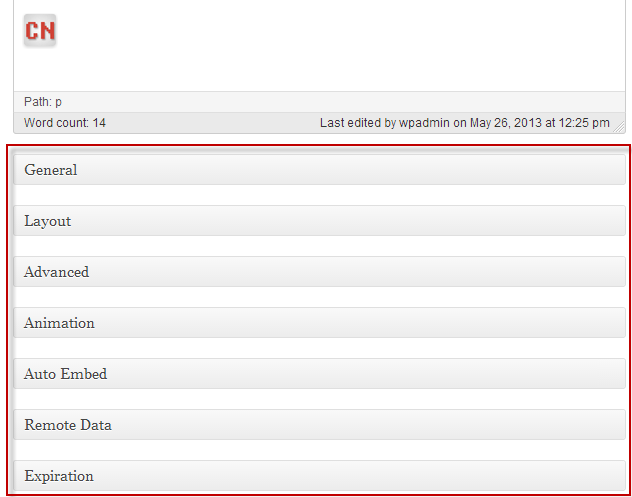 CN
Path: p
Word count: 14 Last edited by wpadmin on May 26, 2013 at 12:25 pm
General
Layout
Advanced
Animation
Auto Embed
Remote Data
Expiration